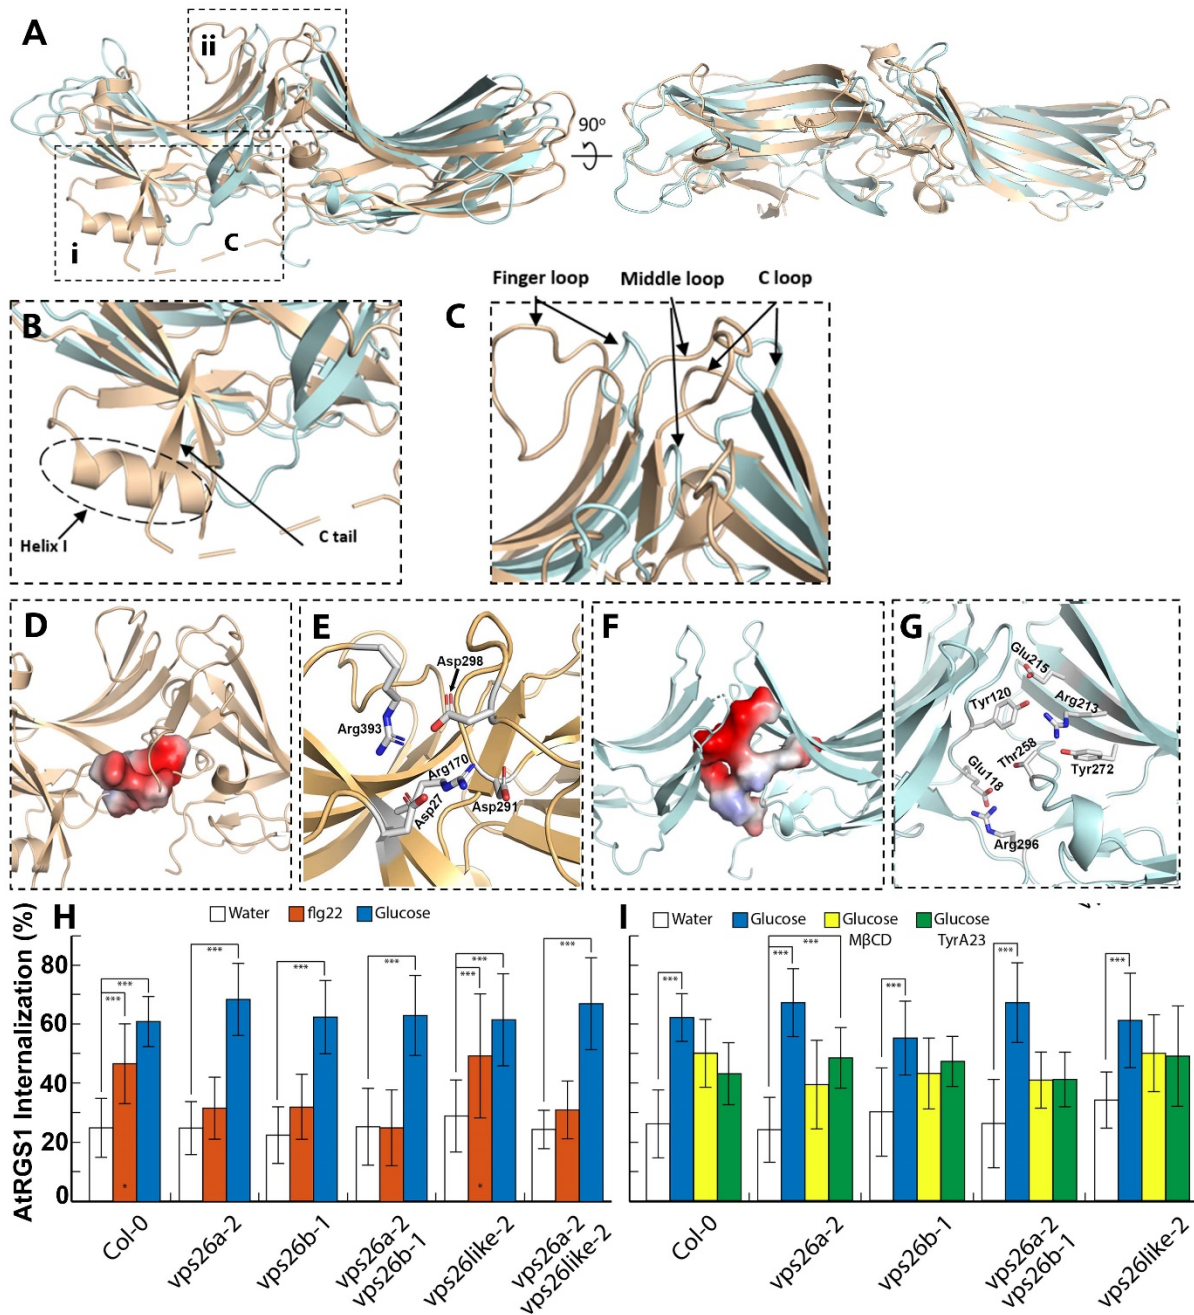 A
ii
90°
i
C
Finger loop
Middle loop
C loop
B
C
Helix I
C tail
D
E
Asp298
Arg393
Arg170
Asp27
Asp291
F
G
Glu215
Tyr120
Arg213
Thr258
Tyr272
Glu118
Arg296
H
Water
flg22
Glucose
AtRGS1 Internalization (%)
80
60
40
20
0
***
***
***
***
***
***
***
***
*
*
Col-0
vps26a-2
vps26b-1
vps26a-2
vps26b-1
vps26like-2
vps26a-2
vps26like-2
I
Water
Glucose
Glucose
MβCD
Glucose
TyrA23
***
***
***
***
***
***
Col-0
vps26a-2
vps26b-1
vps26a-2
vps26b-1
vps26like-2